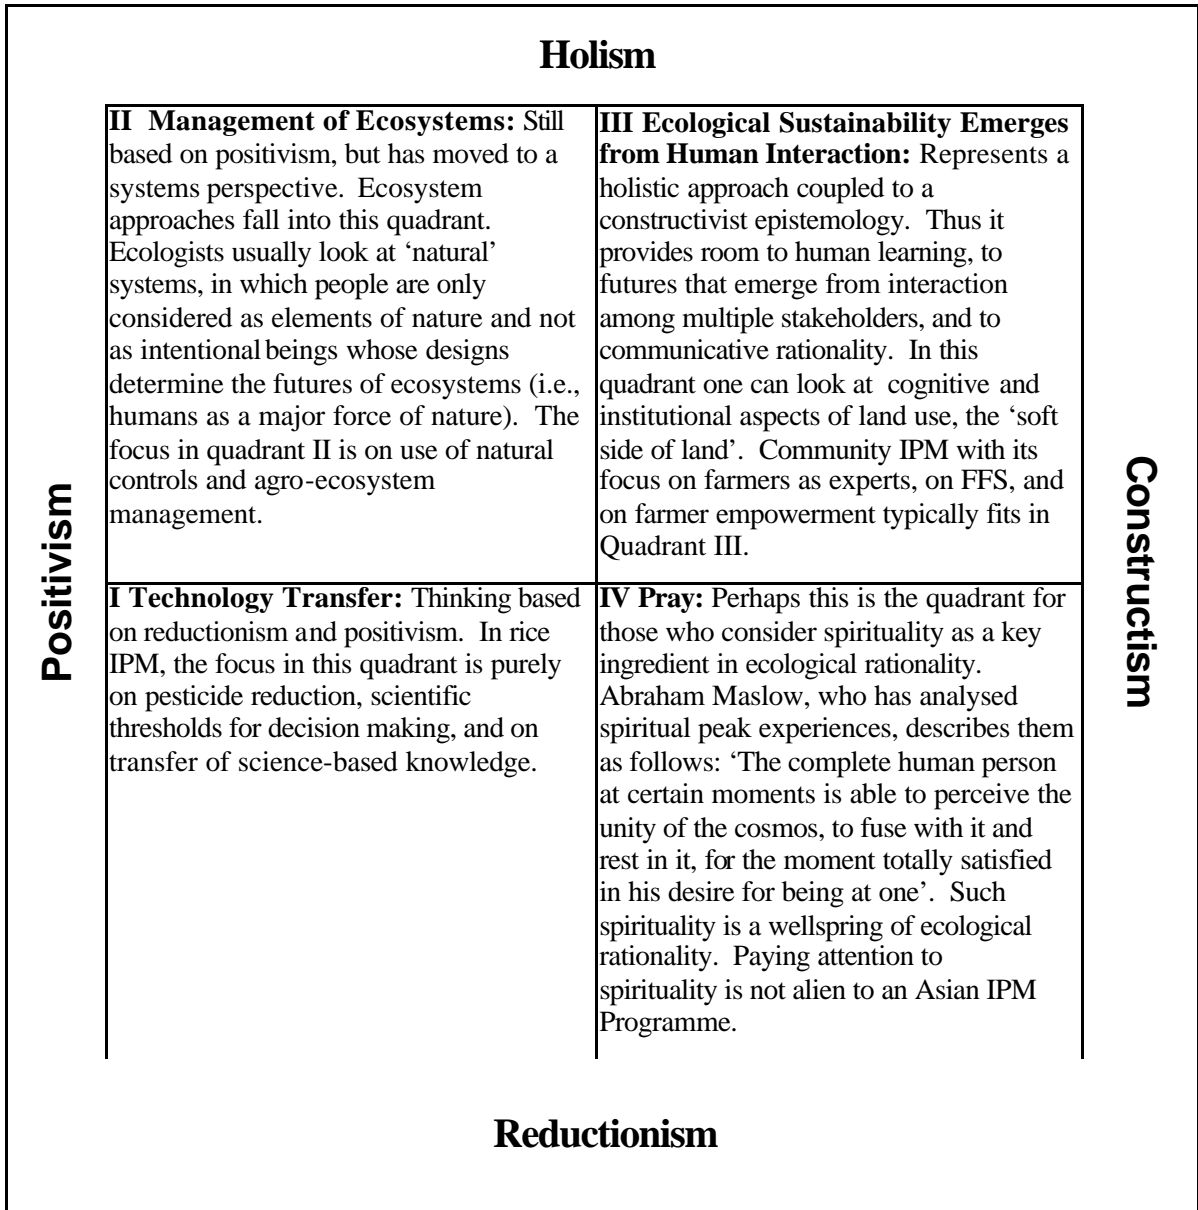 Holism
II Management of Ecosystems: Still
based on positivism, but has moved to a
systems perspective. Ecosystem
approaches fall into this quadrant.
Ecologists usually look at ‘natural’
systems, in which people are only
considered as elements of nature and not
as intentional beings whose designs
determine the futures of ecosystems (i.e.,
humans as a major force of nature). The
focus in quadrant II is on use of natural
controls and agro-ecosystem
management.
III Ecological Sustainability Emerges
from Human Interaction: Represents a
holistic approach coupled to a
constructivist epistemology. Thus it
provides room to human learning, to
futures that emerge from interaction
among multiple stakeholders, and to
communicative rationality. In this
quadrant one can look at cognitive and
institutional aspects of land use, the ‘soft
side of land’. Community IPM with its
focus on farmers as experts, on FFS, and
on farmer empowerment typically fits in
Quadrant III.
Positivism
Constructism
I Technology Transfer: Thinking based
on reductionism and positivism. In rice
IPM, the focus in this quadrant is purely
on pesticide reduction, scientific
thresholds for decision making, and on
transfer of science-based knowledge.
IV Pray: Perhaps this is the quadrant for
those who consider spirituality as a key
ingredient in ecological rationality.
Abraham Maslow, who has analysed
spiritual peak experiences, describes them
as follows: ‘The complete human person
at certain moments is able to perceive the
unity of the cosmos, to fuse with it and
rest in it, for the moment totally satisfied
in his desire for being at one’. Such
spirituality is a wellspring of ecological
rationality. Paying attention to
spirituality is not alien to an Asian IPM
Programme.
Reductionism